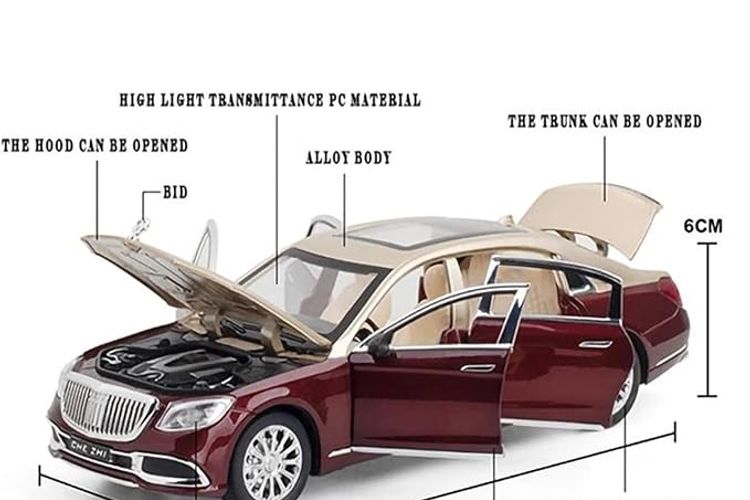 HIGH LIGHT TRANSMITTANCE PC MATERIAL
THE TRUNK CAN BE OPENED
THE HOOD CAN BE OPENED
ALLOY BODY
BID
6CM
CHE ZHI